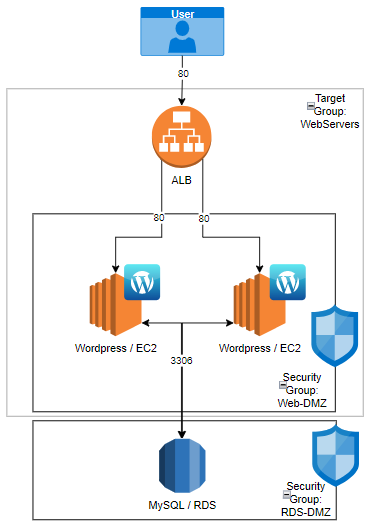 User
80
Target
Group:
WebServers
ALB
80
80
Wordpress / EC2
Wordpress / EC2
3306
Security
Group:
Web-DMZ
MySQL / RDS
Security
Group:
RDS-DMZ